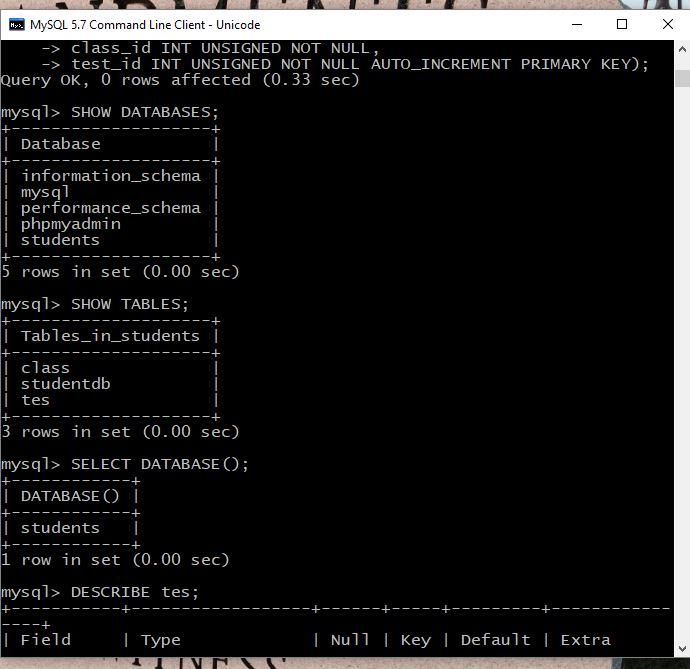 MySQL 5.7 Command Line Client - Unicode
    -> class_id INT UNSIGNED NOT NULL,
    -> test_id INT UNSIGNED NOT NULL AUTO_INCREMENT PRIMARY KEY);
Query OK, 0 rows affected (0.33 sec)
mysql> SHOW DATABASES;
+--------------------+
| Database           |
+--------------------+
| information_schema |
| mysql              |
| performance_schema |
| phpmyadmin         |
| students           |
+--------------------+
5 rows in set (0.00 sec)
mysql> SHOW TABLES;
+--------------------+
| Tables_in_students |
+--------------------+
| class              |
| studentdb          |
| tes                |
+--------------------+
3 rows in set (0.00 sec)
mysql> SELECT DATABASE();
+------------+
| DATABASE() |
+------------+
| students   |
+------------+
1 row in set (0.00 sec)
mysql> DESCRIBE tes;
+-----------+------------------+------+-----+---------+------------
----+
| Field     | Type             | Null | Key | Default | Extra